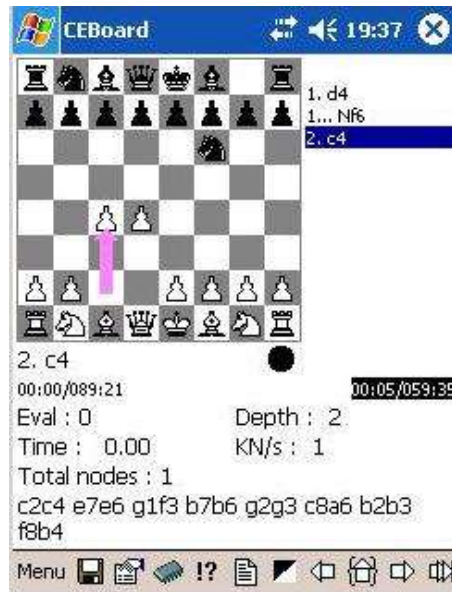 CEBoard 19:37
1. d4
1... Nf6
2. c4
2. c4
00:00/089:21 00:05/059:35
Eval : 0 Depth : 2
Time : 0.00 KN/s : 1
Total nodes : 1
c2c4 e7e6 g1f3 b7b6 g2g3 c8a6 b2b3
f8b4
Menu !?